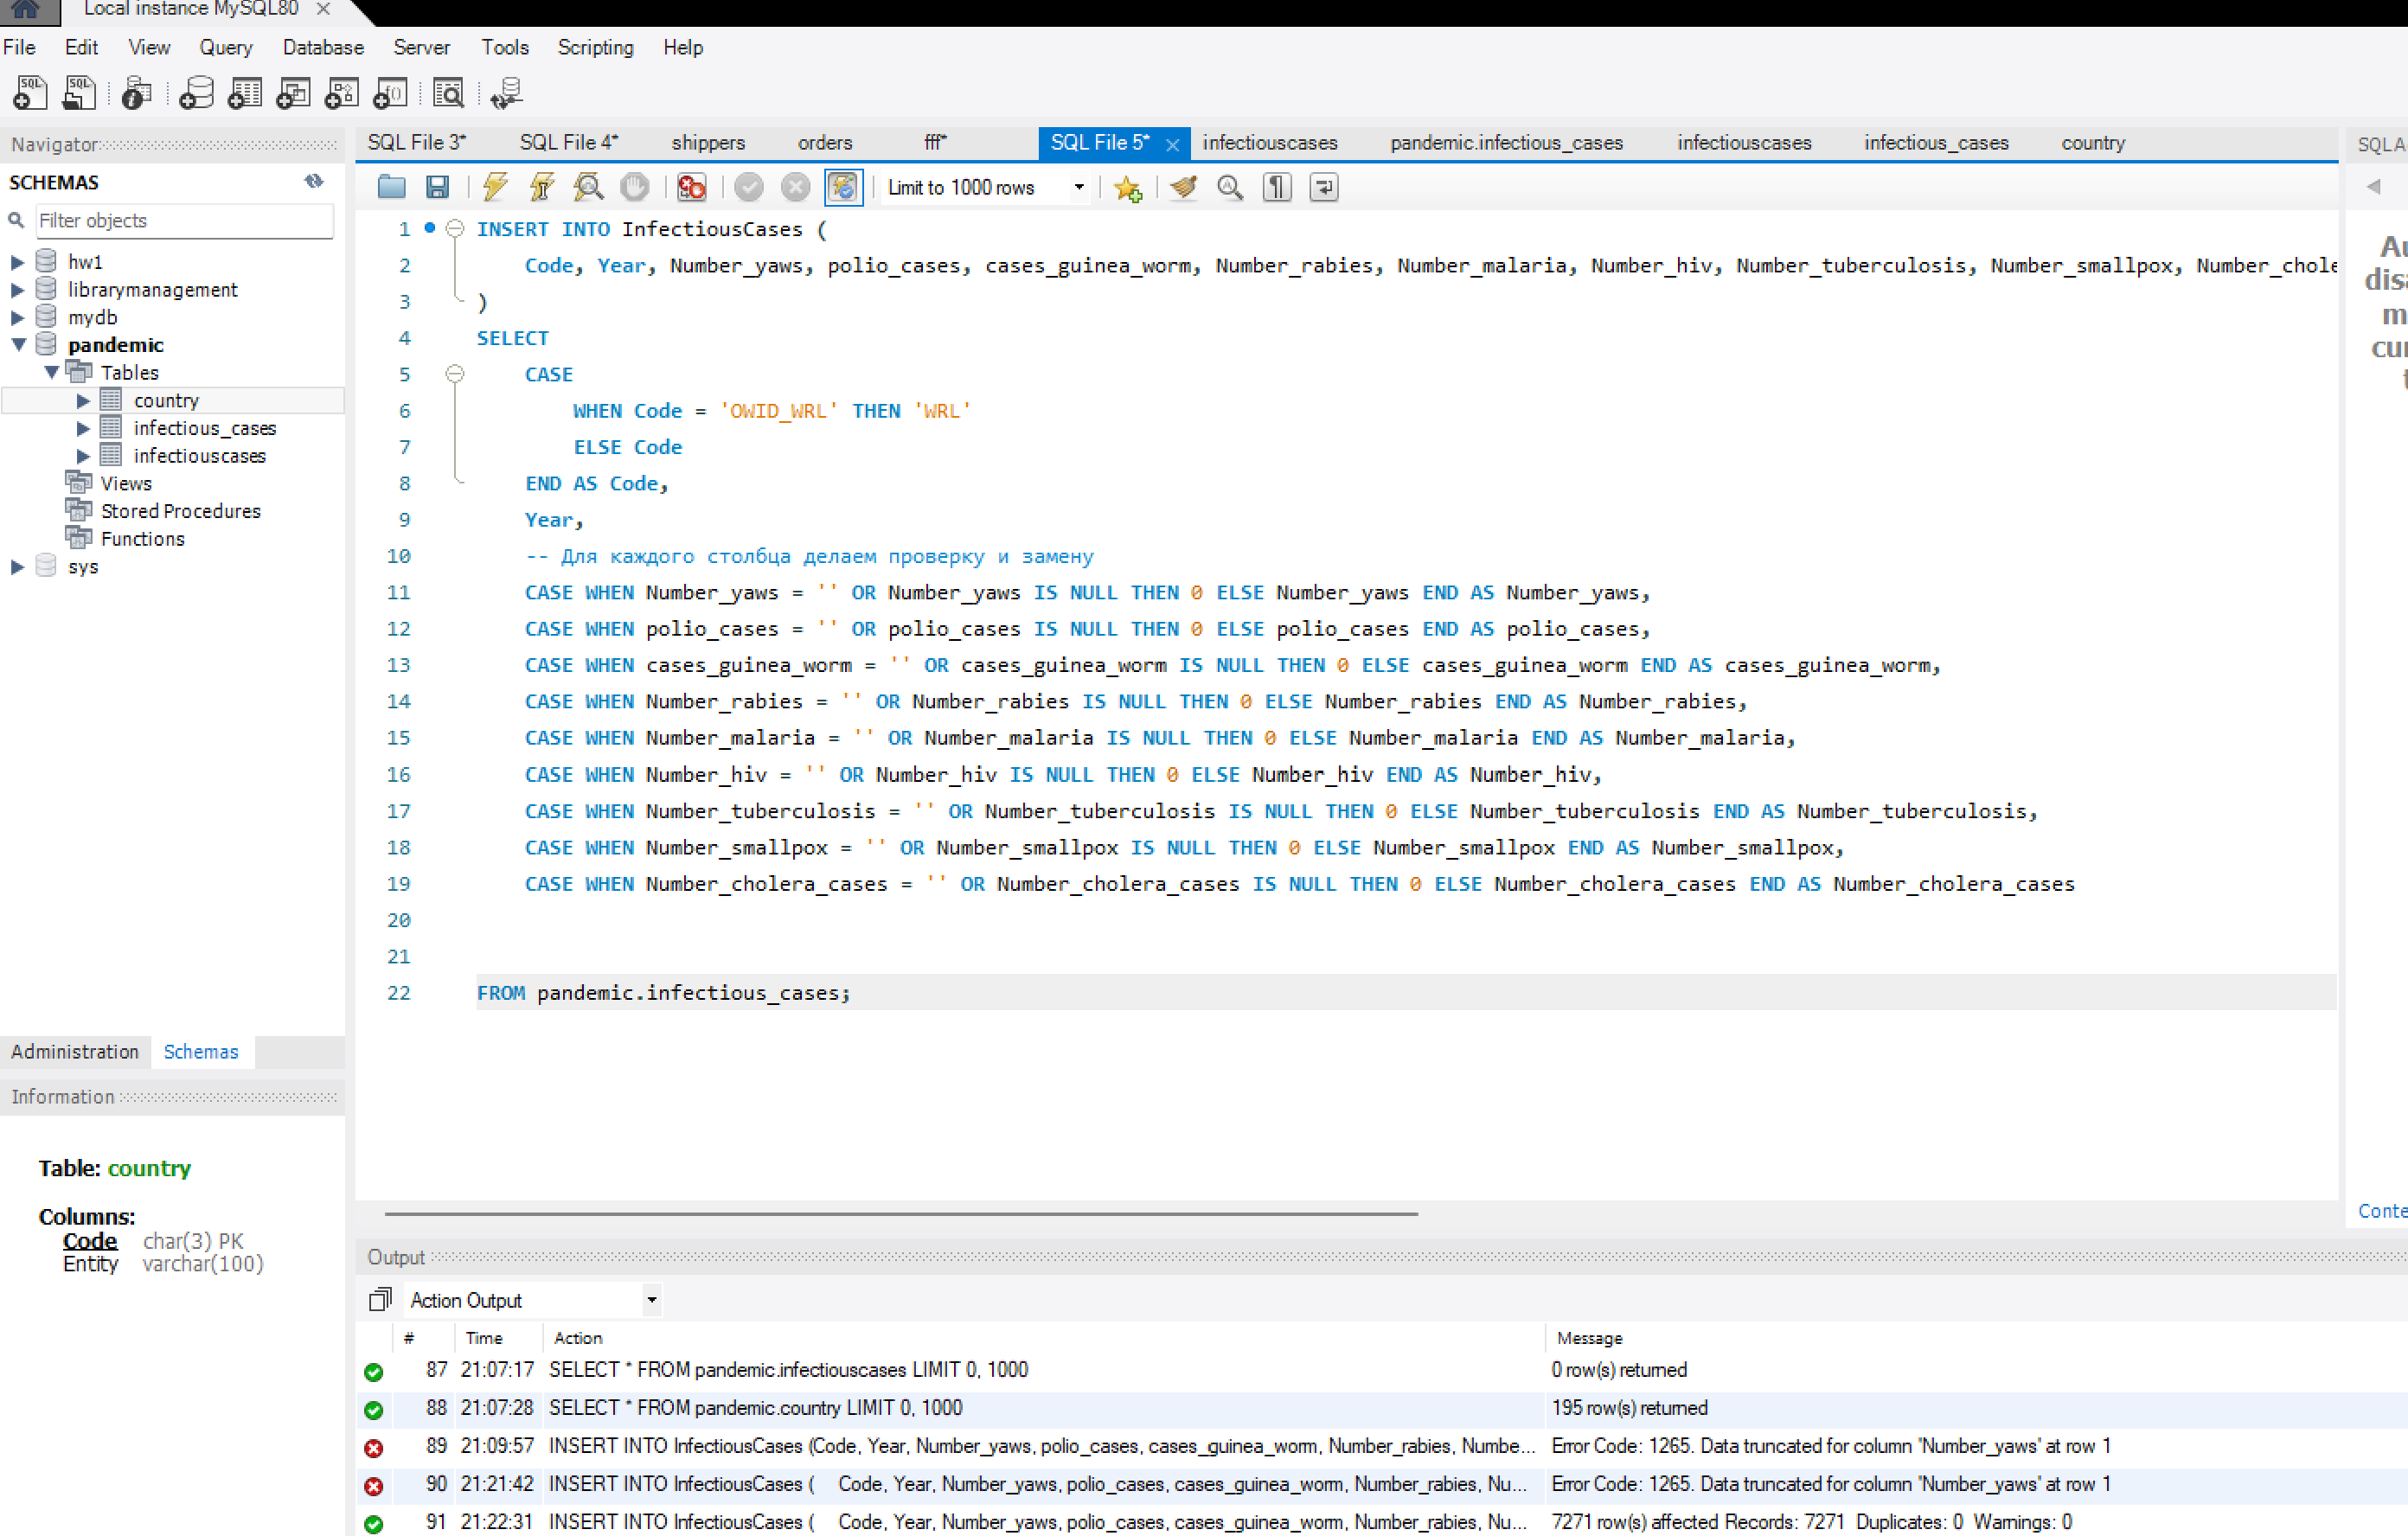 Local instance MySQL80
File Edit View Query Database Server Tools Scripting Help
Navigator
SCHEMAS
Filter objects
hw1
librarymanagement
mydb
pandemic
Tables
country
infectious_cases
infectiouscases
Views
Stored Procedures
Functions
sys
Administration Schemas
Information
Table: country
Columns:
Code char(3) PK
Entity varchar(100)
SQL File 3* SQL File 4* shippers orders fff* SQL File 5* infectiouscases pandemic.infectious_cases infectiouscases infectious_cases country
Limit to 1000 rows
1 INSERT INTO InfectiousCases (
2 Code, Year, Number_yaws, polio_cases, cases_guinea_worm, Number_rabies, Number_malaria, Number_hiv, Number_tuberculosis, Number_smallpox, Number_chole
3 )
4 SELECT
5 CASE
6 WHEN Code = 'OWID_WRL' THEN 'WRL'
7 ELSE Code
8 END AS Code,
9 Year,
10 -- Для каждого столбца делаем проверку и замену
11 CASE WHEN Number_yaws = '' OR Number_yaws IS NULL THEN 0 ELSE Number_yaws END AS Number_yaws,
12 CASE WHEN polio_cases = '' OR polio_cases IS NULL THEN 0 ELSE polio_cases END AS polio_cases,
13 CASE WHEN cases_guinea_worm = '' OR cases_guinea_worm IS NULL THEN 0 ELSE cases_guinea_worm END AS cases_guinea_worm,
14 CASE WHEN Number_rabies = '' OR Number_rabies IS NULL THEN 0 ELSE Number_rabies END AS Number_rabies,
15 CASE WHEN Number_malaria = '' OR Number_malaria IS NULL THEN 0 ELSE Number_malaria END AS Number_malaria,
16 CASE WHEN Number_hiv = '' OR Number_hiv IS NULL THEN 0 ELSE Number_hiv END AS Number_hiv,
17 CASE WHEN Number_tuberculosis = '' OR Number_tuberculosis IS NULL THEN 0 ELSE Number_tuberculosis END AS Number_tuberculosis,
18 CASE WHEN Number_smallpox = '' OR Number_smallpox IS NULL THEN 0 ELSE Number_smallpox END AS Number_smallpox,
19 CASE WHEN Number_cholera_cases = '' OR Number_cholera_cases IS NULL THEN 0 ELSE Number_cholera_cases END AS Number_cholera_cases
20
21
22 FROM pandemic.infectious_cases;
Output
Action Output
# Time Action Message
87 21:07:17 SELECT * FROM pandemic.infectiouscases LIMIT 0, 1000 0 row(s) returned
88 21:07:28 SELECT * FROM pandemic.country LIMIT 0, 1000 195 row(s) returned
89 21:09:57 INSERT INTO InfectiousCases (Code, Year, Number_yaws, polio_cases, cases_guinea_worm, Number_rabies, Numbe... Error Code: 1265. Data truncated for column 'Number_yaws' at row 1
90 21:21:42 INSERT INTO InfectiousCases ( Code, Year, Number_yaws, polio_cases, cases_guinea_worm, Number_rabies, Nu... Error Code: 1265. Data truncated for column 'Number_yaws' at row 1
91 21:22:31 INSERT INTO InfectiousCases ( Code, Year, Number_yaws, polio_cases, cases_guinea_worm, Number_rabies, Nu... 7271 row(s) affected Records: 7271 Duplicates: 0 Warnings: 0